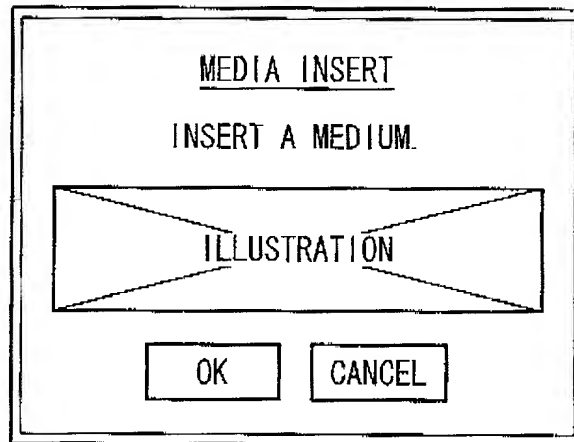 MEDIA INSERT
INSERT A MEDIUM.
ILLUSTRATION
OK
CANCEL